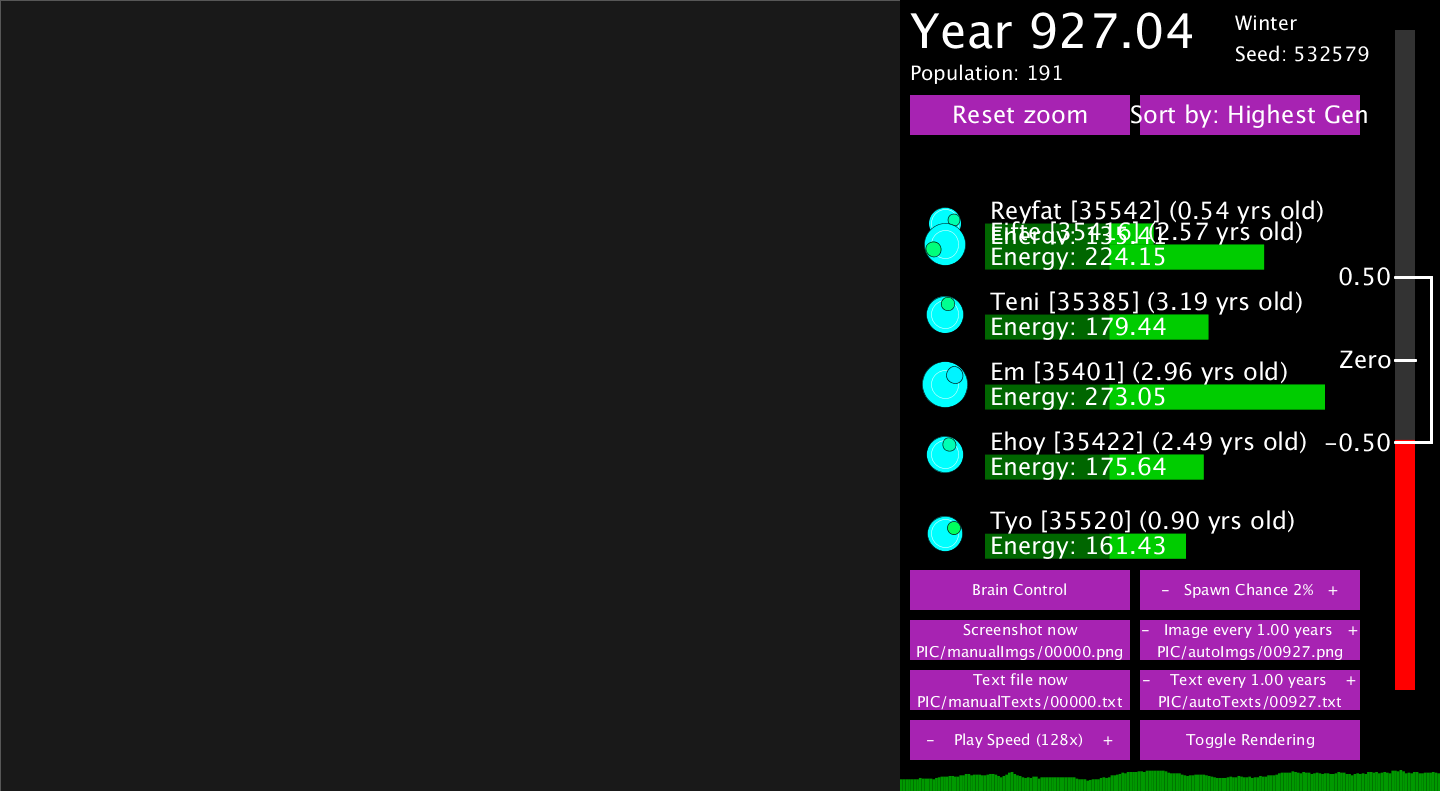 Year 927.04
Winter
Seed: 532579
Population: 191
Reset zoom
Sort by: Highest Gen
Reyfat [35542] (0.54 yrs old)
Energy: 135.41
Eifte [35416] (2.57 yrs old)
Energy: 224.15
Teni [35385] (3.19 yrs old)
Energy: 179.44
Em [35401] (2.96 yrs old)
Energy: 273.05
Ehoy [35422] (2.49 yrs old)
Energy: 175.64
Tyo [35520] (0.90 yrs old)
Energy: 161.43
0.50
Zero
-0.50
Brain Control
- Spawn Chance 2% +
Screenshot now
PIC/manualImgs/00000.png
- Image every 1.00 years +
PIC/autoImgs/00927.png
Text file now
PIC/manualTexts/00000.txt
- Text every 1.00 years +
PIC/autoTexts/00927.txt
- Play Speed (128x) +
Toggle Rendering